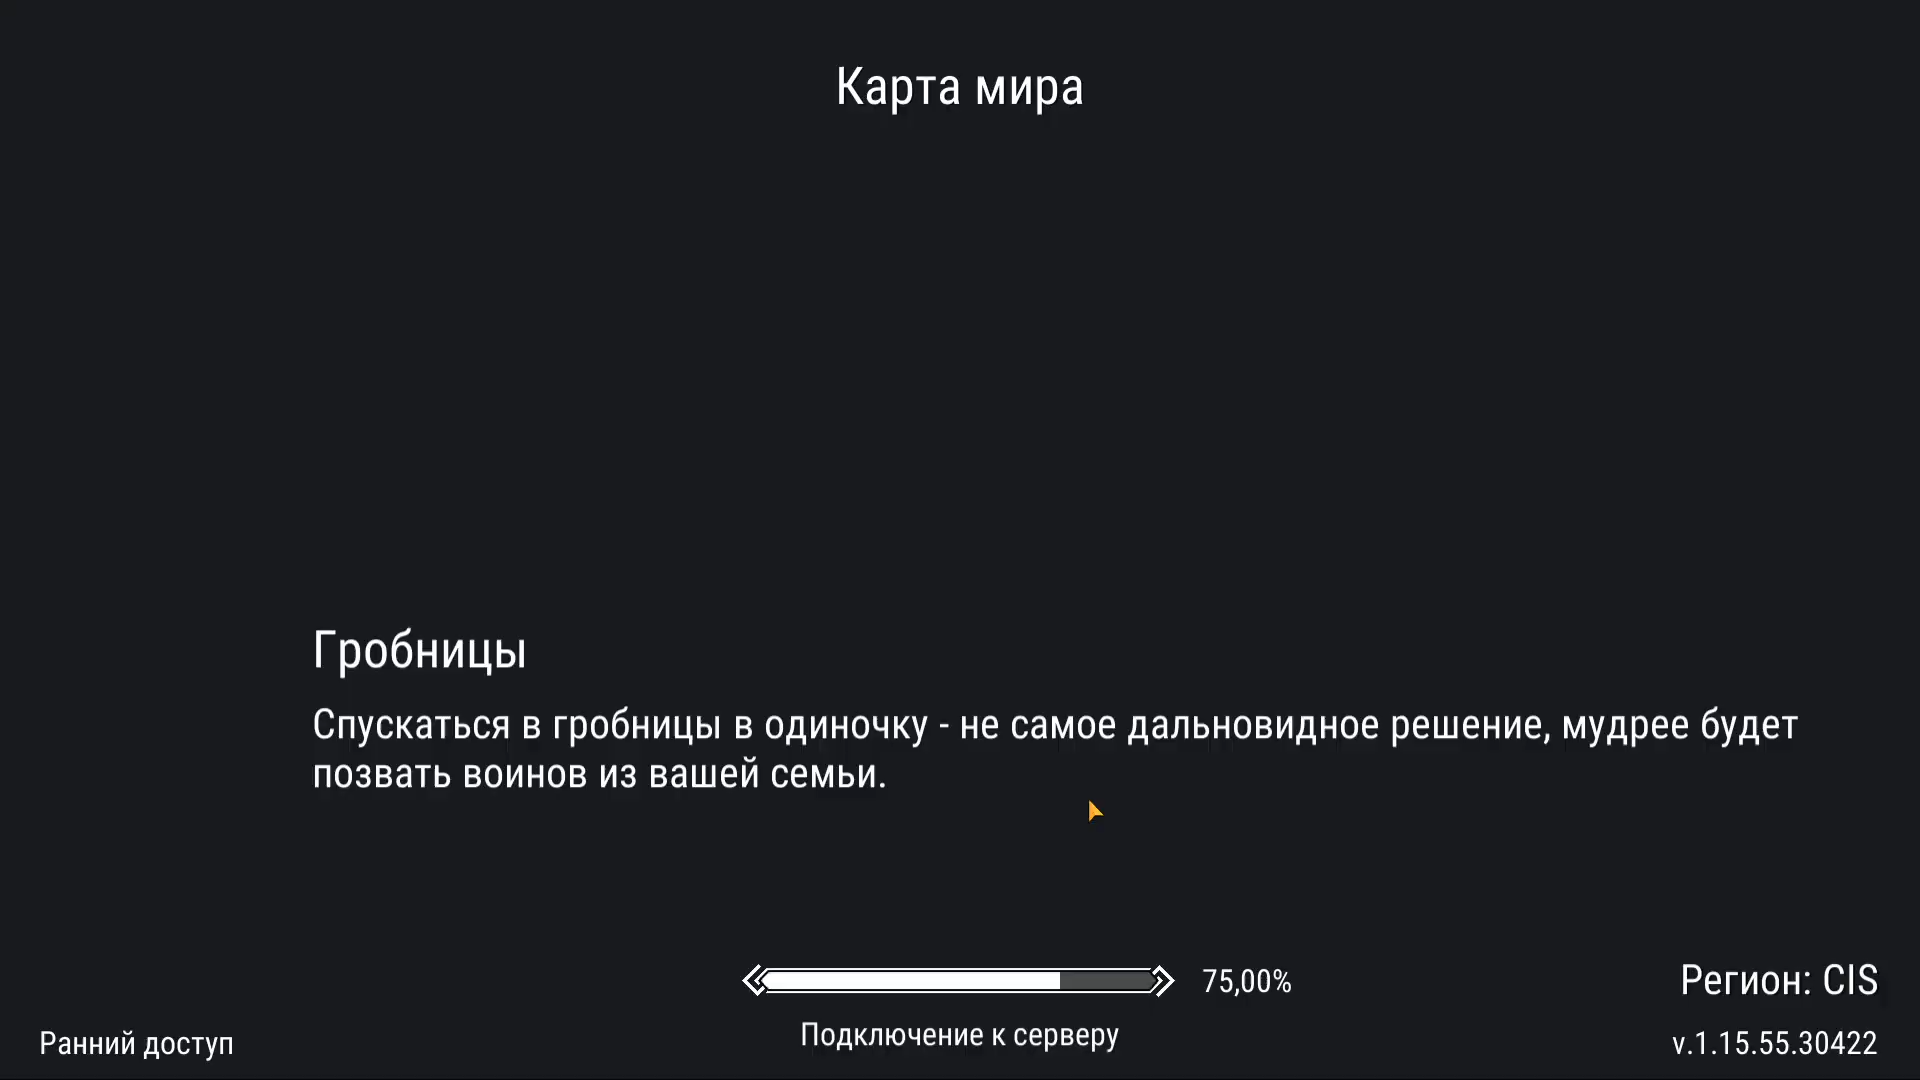 Карта мира
Гробницы
Спускаться в гробницы в одиночку - не самое дальновидное решение, мудрее будет
позвать воинов из вашей семьи.
75,00%
Регион: CIS
Подключение к серверу
Ранний доступ
v.1.15.55.30422